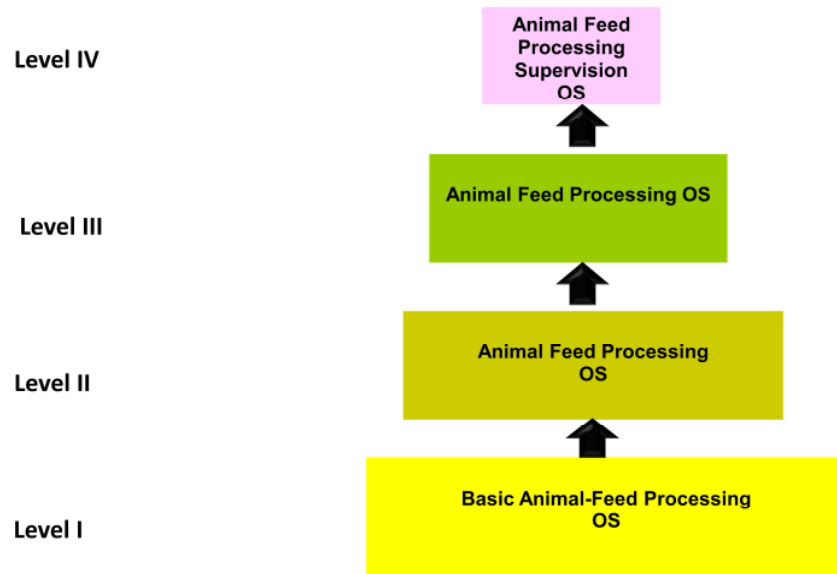 Level IV
Animal Feed
Processing
Supervision
OS
Level III
Animal Feed Processing OS
Level II
Animal Feed Processing
OS
Level I
Basic Animal-Feed Processing
OS